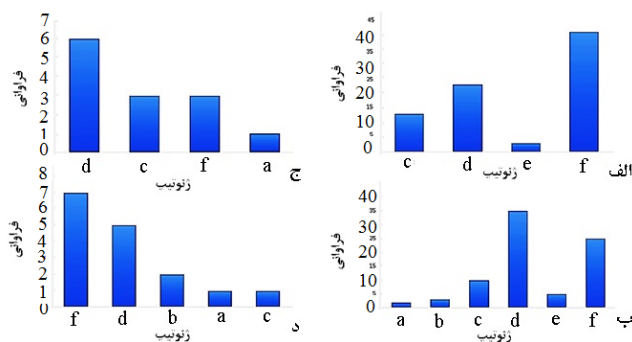 7
6
5
4
3
2
1
0
فراوانی
d c f a
ژنوتیپ
ج
45
40
35
30
25
20
15
10
5
0
فراوانی
c d e f
ژنوتیپ
الف
8
7
6
5
4
3
2
1
0
فراوانی
f d b a c
ژنوتیپ
د
40
35
30
25
20
15
10
5
0
فراوانی
a b c d e f
ژنوتیپ
ب